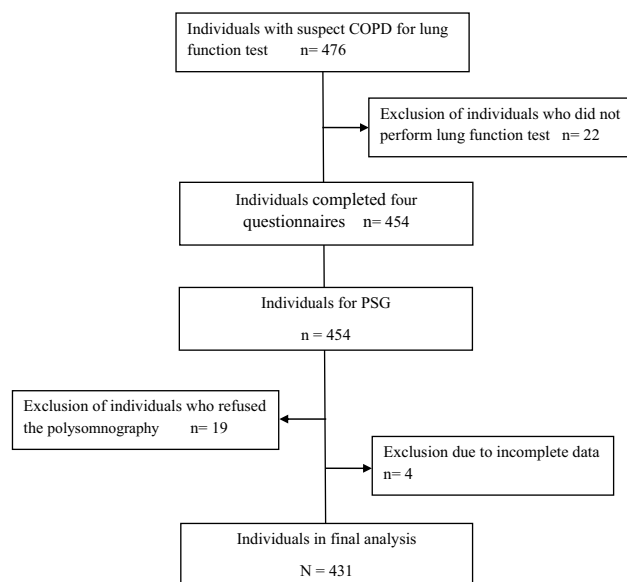 Individuals with suspect COPD for lung
function test n= 476
Exclusion of individuals who did not
perform lung function test n= 22
Individuals completed four
questionnaires n= 454
Individuals for PSG
n = 454
Exclusion of individuals who refused
the polysomnography n= 19
Exclusion due to incomplete data
n= 4
Individuals in final analysis
N = 431